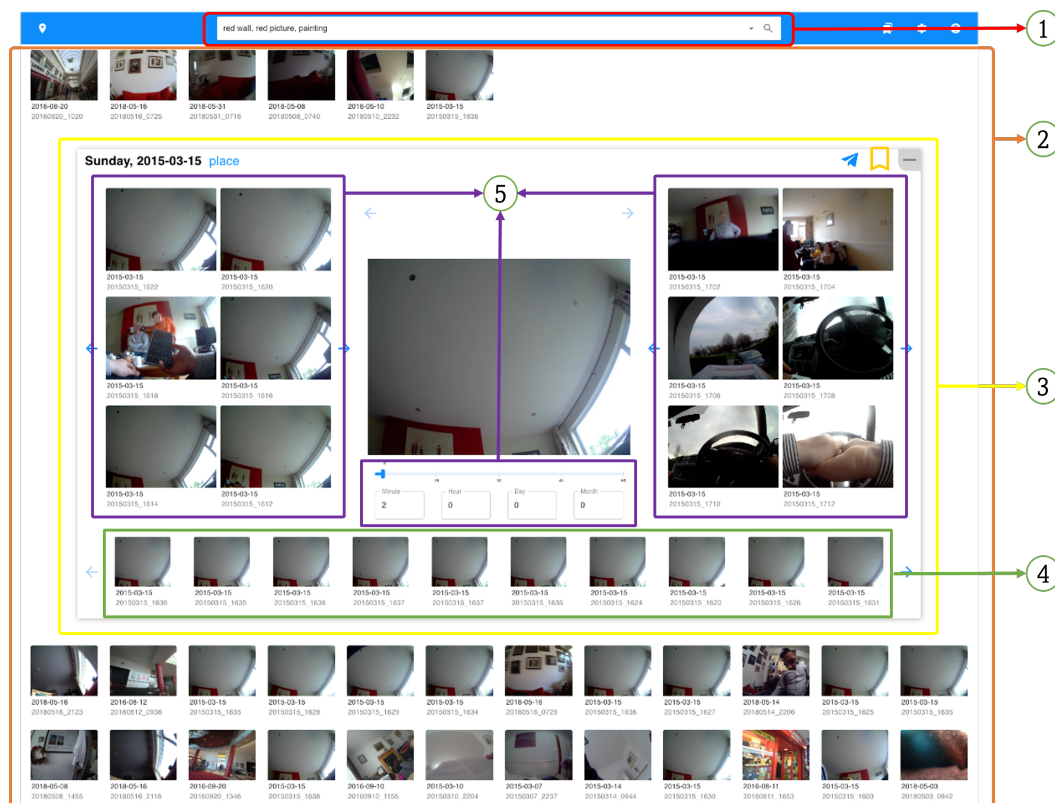 red wall, red picture, painting
1
2016-08-20 2018-05-16 2018-05-31 2018-05-08 2018-05-10 2015-03-15
20160820_1020 20180516_0725 20180531_0716 20180508_0740 20180510_2232 20150315_1636
2
Sunday, 2015-03-15 place
5
2015-03-15 2015-03-15 2015-03-15 2015-03-15
20150315_1622 20150315_1620 20150315_1702 20150315_1704
2015-03-15 2015-03-15 2015-03-15 2015-03-15
20150315_1618 20150315_1616 20150315_1706 20150315_1708
3
15 30 45 60
Minute Hour Day Month
2 0 0 0
2015-03-15 2015-03-15 2015-03-15 2015-03-15
20150315_1614 20150315_1612 20150315_1710 20150315_1712
4
2015-03-15 2015-03-15 2015-03-15 2015-03-15 2015-03-15 2015-03-15 2015-03-15 2015-03-15 2015-03-15 2015-03-15
20150315_1636 20150315_1635 20150315_1636 20150315_1637 20150315_1637 20150315_1635 20150315_1624 20150315_1620 20150315_1626 20150315_1631
2018-05-16 2016-08-12 2015-03-15 2015-03-15 2015-03-15 2015-03-15 2018-05-16 2015-03-15 2015-03-15 2018-05-14 2015-03-15 2015-03-15
20180516_2123 20160812_0936 20150315_1635 20150315_1628 20150315_1629 20150315_1634 20180516_0729 20150315_1636 20150315_1627 20180514_2206 20150315_1625 20150315_1635
2018-05-08 2018-05-16 2016-09-20 2015-03-15 2016-09-10 2015-03-10 2015-03-07 2015-03-14 2015-03-15 2016-08-11 2015-03-15 2018-05-03
20180508_1455 20180516_2116 20160920_1346 20150315_1638 20160910_1155 20150310_2204 20150307_2237 20150314_0944 20150315_1630 20160811_1653 20150315_1603 20180503_0942